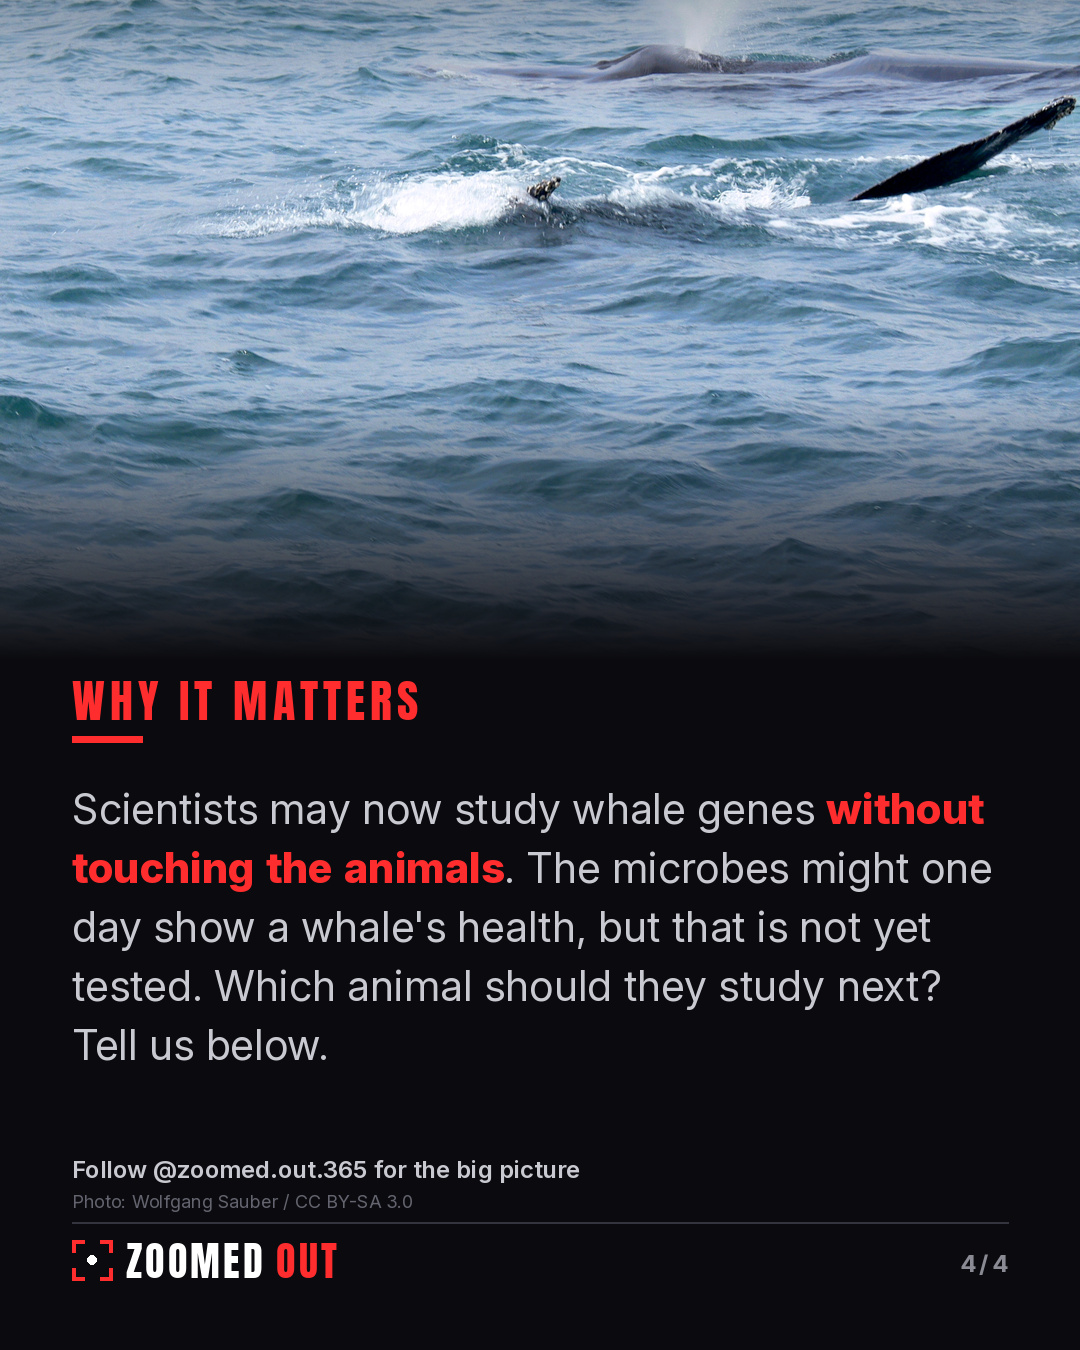 WHY IT MATTERS
Scientists may now study whale genes without
touching the animals. The microbes might one
day show a whale's health, but that is not yet
tested. Which animal should they study next?
Tell us below.
Follow @zoomed.out.365 for the big picture
Photo: Wolfgang Sauber / CC BY-SA 3.0
ZOOMED OUT
4/4